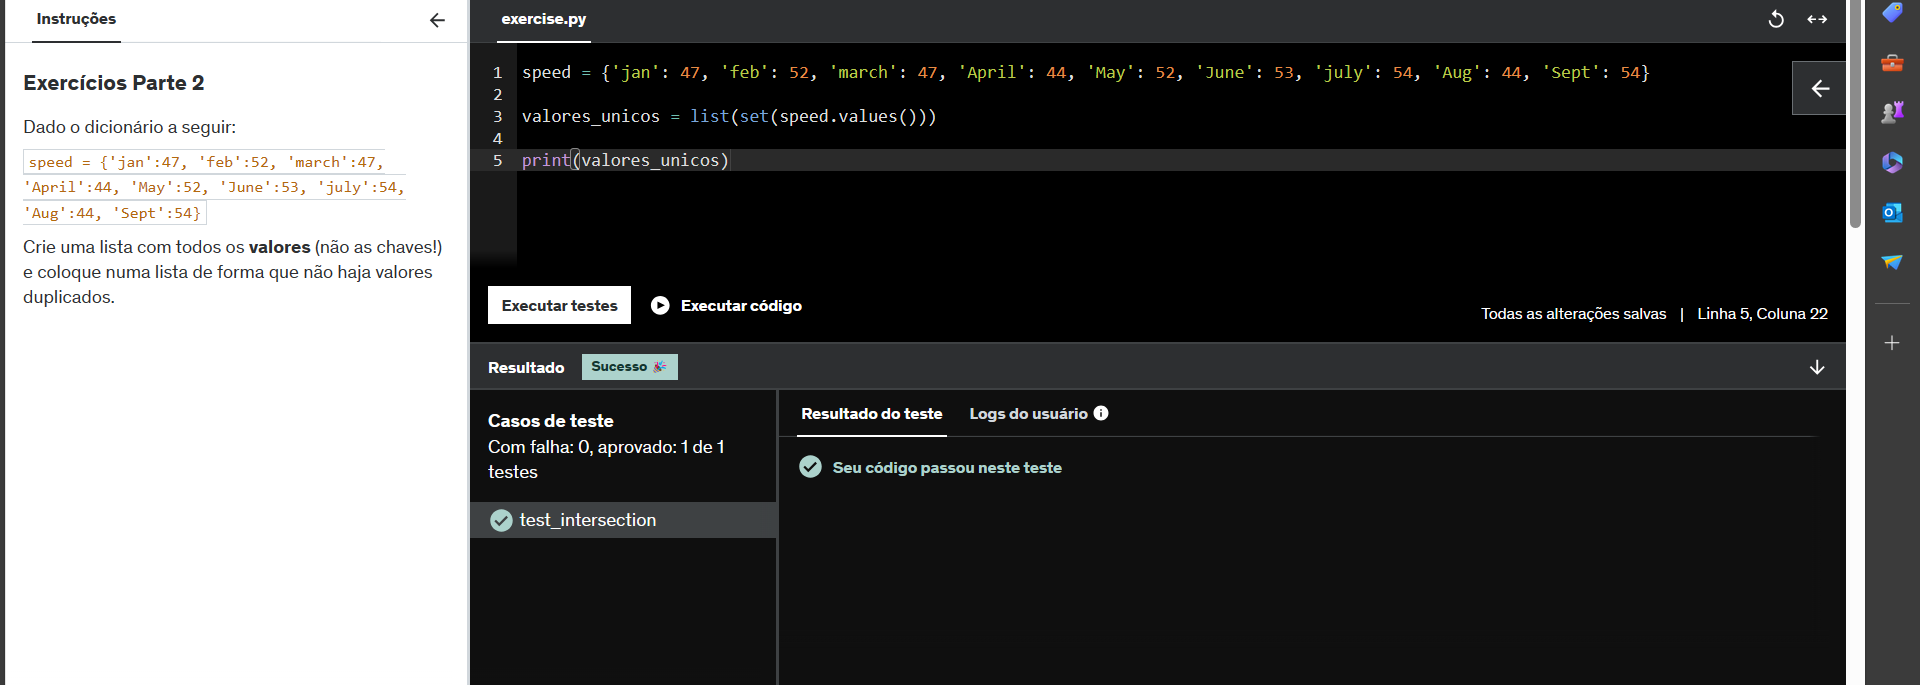 Instruções
Exercícios Parte 2
Dado o dicionário a seguir:
speed = {'jan':47, 'feb':52, 'march':47,
'April':44, 'May':52, 'June':53, 'july':54,
'Aug':44, 'Sept':54}
Crie uma lista com todos os valores (não as chaves!)
e coloque numa lista de forma que não haja valores
duplicados.
exercise.py
1 speed = {'jan': 47, 'feb': 52, 'march': 47, 'April': 44, 'May': 52, 'June': 53, 'july': 54, 'Aug': 44, 'Sept': 54}
2
3 valores_unicos = list(set(speed.values()))
4
5 print(valores_unicos)
Executar testes
Executar código
Todas as alterações salvas | Linha 5, Coluna 22
Resultado
Sucesso
Casos de teste
Com falha: 0, aprovado: 1 de 1
testes
test_intersection
Resultado do teste
Logs do usuário
Seu código passou neste teste